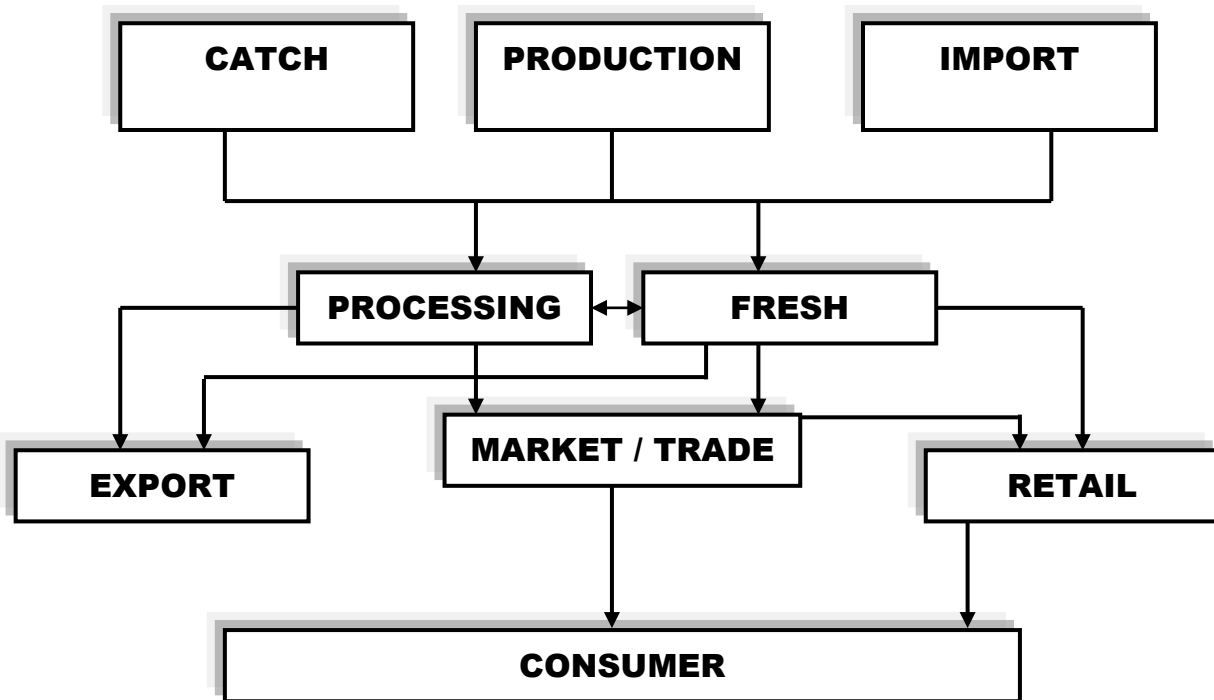 CATCH
PRODUCTION
IMPORT
PROCESSING
FRESH
MARKET / TRADE
EXPORT
RETAIL
CONSUMER